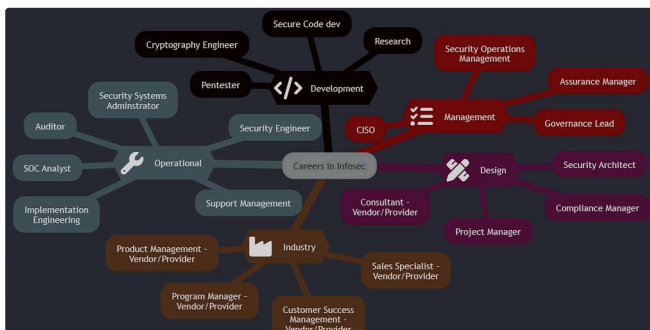 Secure Code dev
Cryptography Engineer
Research
Pentester
</> Development
Security Operations
Management
Assurance Manager
CISO
Management
Governance Lead
Security Systems
Adminstrator
Auditor
Security Engineer
SOC Analyst
Operational
Implementation
Engineering
Support Management
Careers in Infosec
Design
Security Architect
Consultant -
Vendor/Provider
Compliance Manager
Project Manager
Product Management -
Vendor/Provider
Industry
Sales Specialist -
Vendor/Provider
Program Manager -
Vendor/Provider
Customer Success
Management -
Vendor/Provider